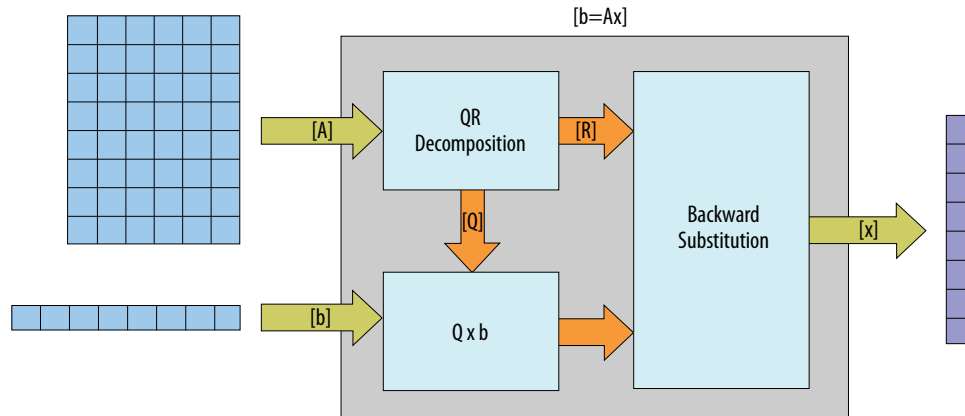 [b=Ax]
[A]
QR
Decomposition
[R]
[Q]
Backward
Substitution
[x]
[b]
Q x b